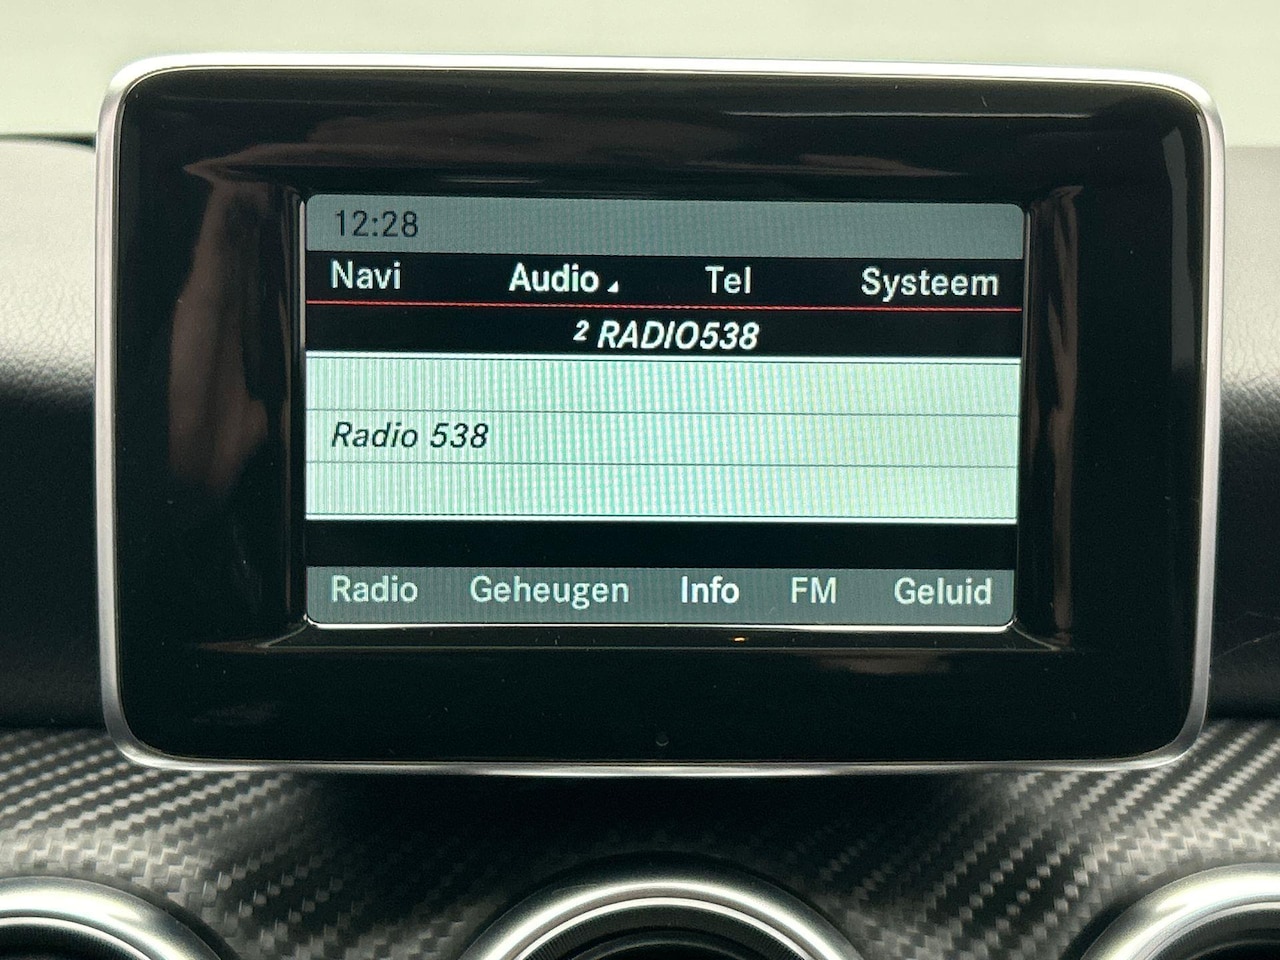 12:28
Navi Audio Tel Systeem
2 RADIO538
Radio 538
Radio Geheugen Info FM Geluid